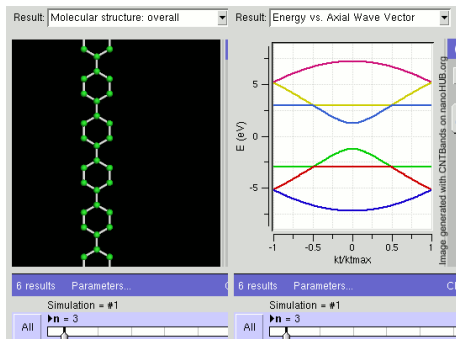 Result: Molecular structure: overall
Result: Energy vs. Axial Wave Vector
E (eV)
5
0
-5
-1
-0.5
0
0.5
1
kt/ktmax
Image generated with CNTBands on nanoHUB.org
6 results Parameters...
6 results Parameters...
Simulation = #1
Simulation = #1
All
n = 3
All
n = 3